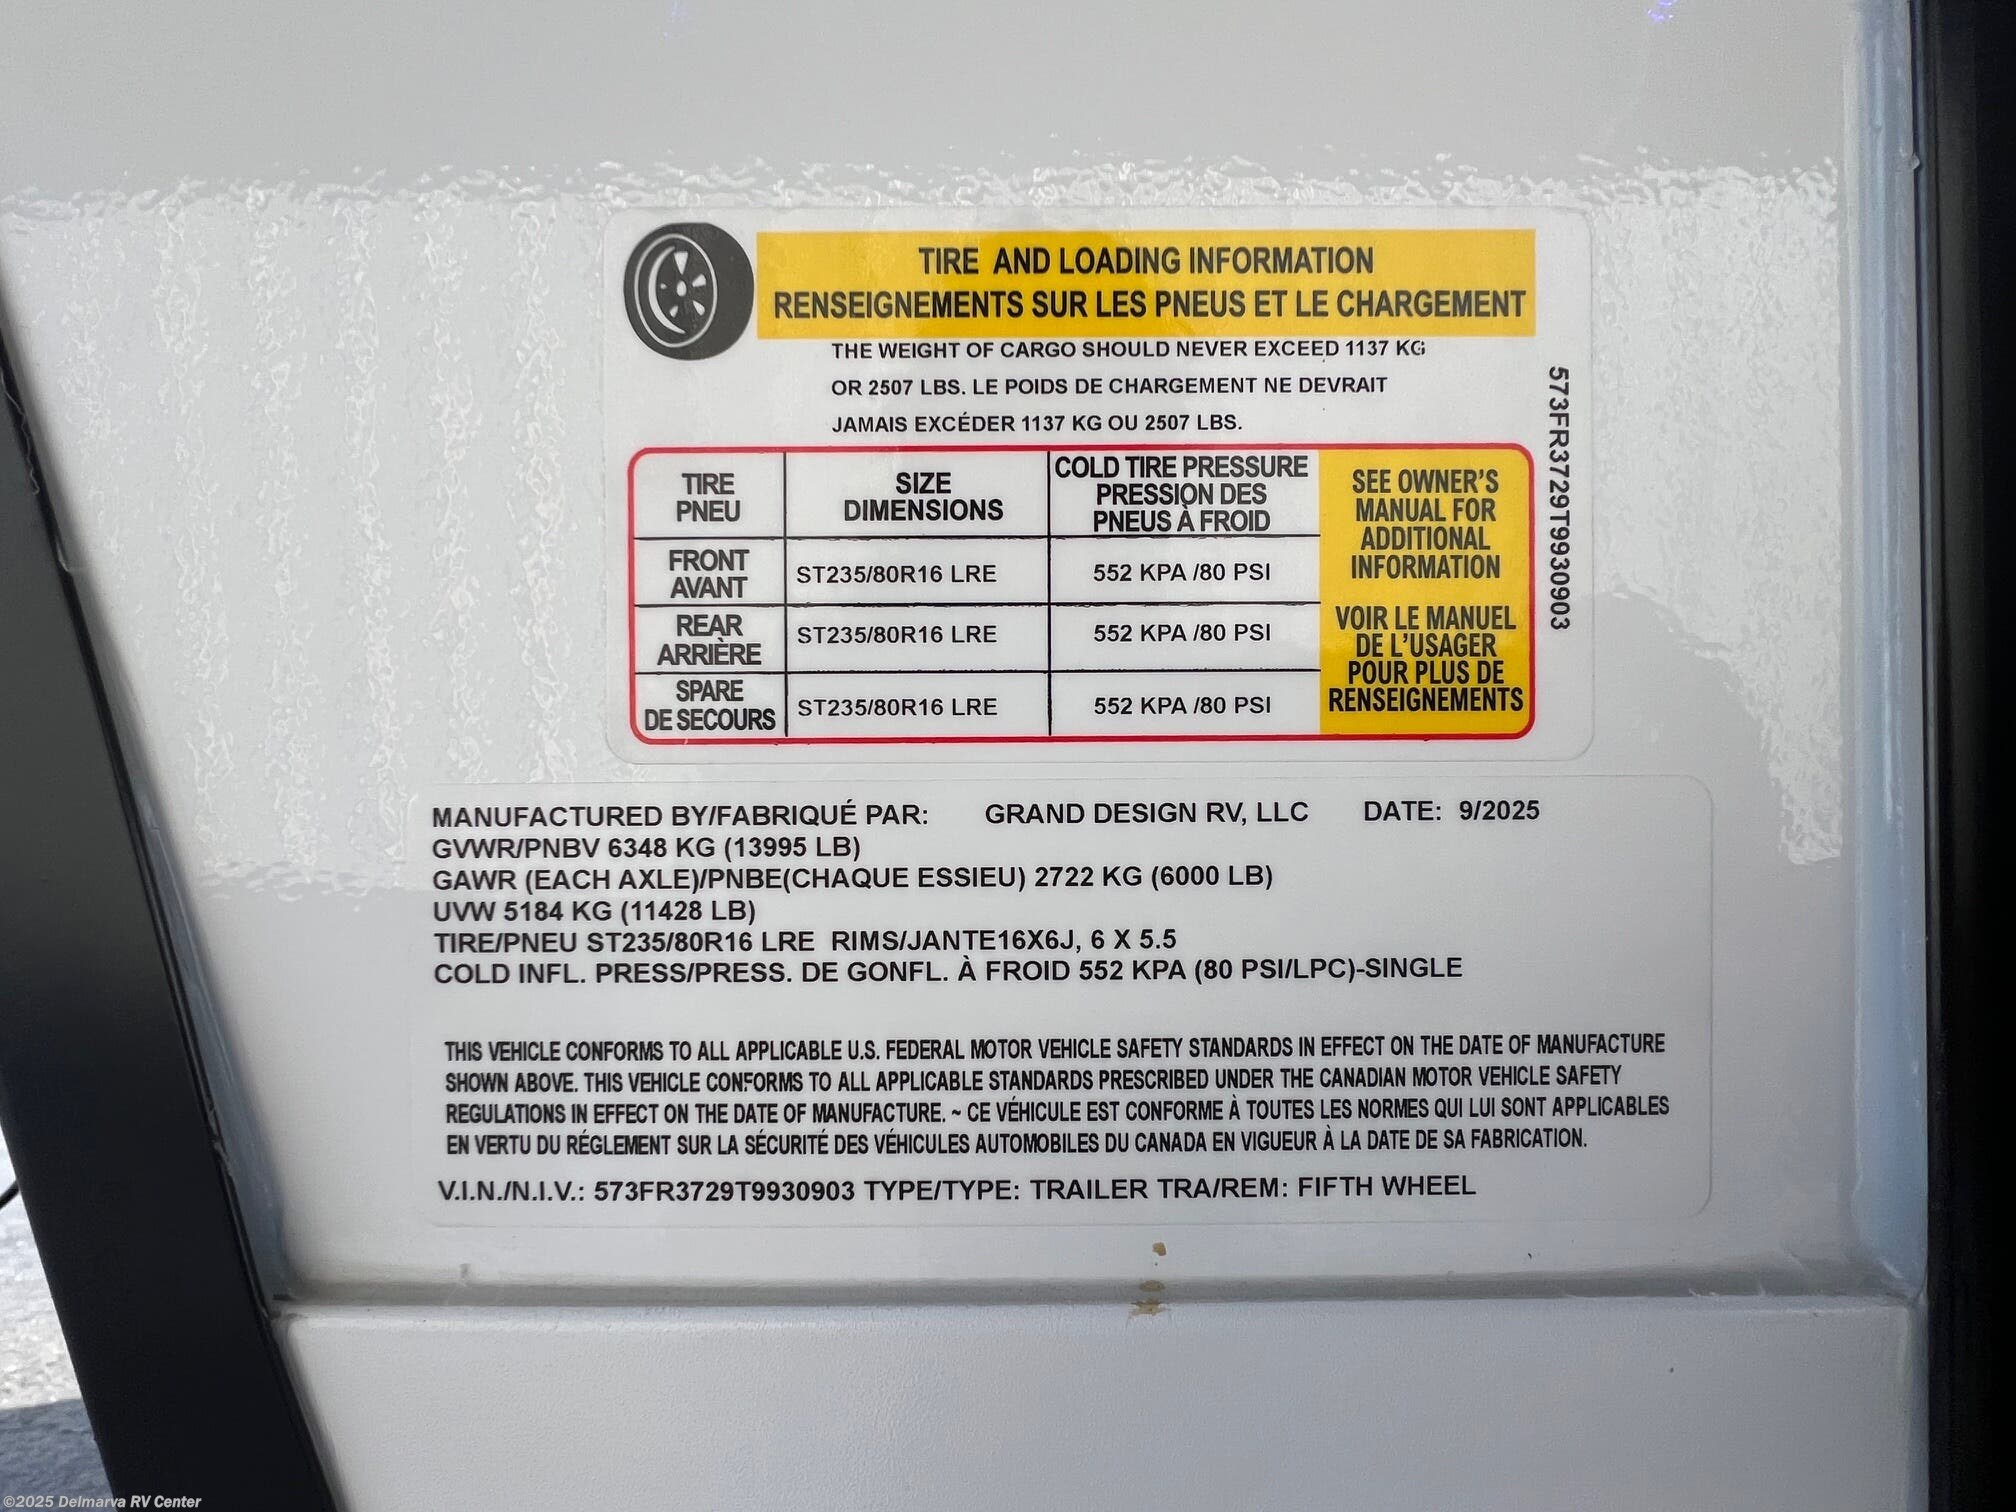 TIRE AND LOADING INFORMATION
RENSEIGNEMENTS SUR LES PNEUS ET LE CHARGEMENT
THE WEIGHT OF CARGO SHOULD NEVER EXCEED 1137 KG
OR 2507 LBS. LE POIDS DE CHARGEMENT NE DEVRAIT
JAMAIS EXCÉDER 1137 KG OU 2507 LBS.
TIRE
PNEU
SIZE
DIMENSIONS
COLD TIRE PRESSURE
PRESSION DES
PNEUS À FROID
FRONT
AVANT
ST235/80R16 LRE
552 KPA /80 PSI
REAR
ARRIÈRE
ST235/80R16 LRE
552 KPA /80 PSI
SPARE
DE SECOURS
ST235/80R16 LRE
552 KPA /80 PSI
SEE OWNER'S
MANUAL FOR
ADDITIONAL
INFORMATION
VOIR LE MANUEL
DE L'USAGER
POUR PLUS DE
RENSEIGNEMENTS
573FR3729T9930903
MANUFACTURED BY/FABRIQUÉ PAR: GRAND DESIGN RV, LLC DATE: 9/2025
GVWR/PNBV 6348 KG (13995 LB)
GAWR (EACH AXLE)/PNBE(CHAQUE ESSIEU) 2722 KG (6000 LB)
UVW 5184 KG (11428 LB)
TIRE/PNEU ST235/80R16 LRE RIMS/JANTE16X6J, 6 X 5.5
COLD INFL. PRESS/PRESS. DE GONFL. À FROID 552 KPA (80 PSI/LPC)-SINGLE
THIS VEHICLE CONFORMS TO ALL APPLICABLE U.S. FEDERAL MOTOR VEHICLE SAFETY STANDARDS IN EFFECT ON THE DATE OF MANUFACTURE
SHOWN ABOVE. THIS VEHICLE CONFORMS TO ALL APPLICABLE STANDARDS PRESCRIBED UNDER THE CANADIAN MOTOR VEHICLE SAFETY
REGULATIONS IN EFFECT ON THE DATE OF MANUFACTURE. ~ CE VÉHICULE EST CONFORME À TOUTES LES NORMES QUI LUI SONT APPLICABLES
EN VERTU DU RÉGLEMENT SUR LA SÉCURITÉ DES VÉHICULES AUTOMOBILES DU CANADA EN VIGUEUR À LA DATE DE SA FABRICATION.
V.I.N./N.I.V.: 573FR3729T9930903 TYPE/TYPE: TRAILER TRA/REM: FIFTH WHEEL
©2025 Delmarva RV Center